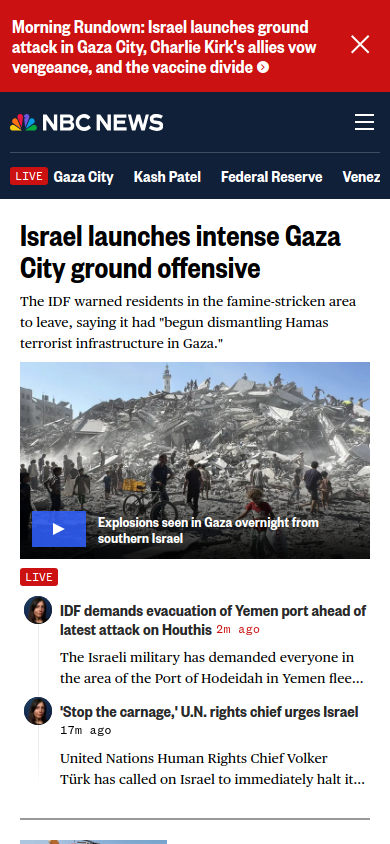 Morning Rundown: Israel launches ground
attack in Gaza City, Charlie Kirk's allies vow
vengeance, and the vaccine divide
NBC NEWS
LIVE Gaza City Kash Patel Federal Reserve Venez
Israel launches intense Gaza
City ground offensive
The IDF warned residents in the famine-stricken area
to leave, saying it had "begun dismantling Hamas
terrorist infrastructure in Gaza."
Explosions seen in Gaza overnight from
southern Israel
LIVE
IDF demands evacuation of Yemen port ahead of
latest attack on Houthis 2m ago
The Israeli military has demanded everyone in
the area of the Port of Hodeidah in Yemen flee...
'Stop the carnage,' U.N. rights chief urges Israel
17m ago
United Nations Human Rights Chief Volker
Türk has called on Israel to immediately halt it...